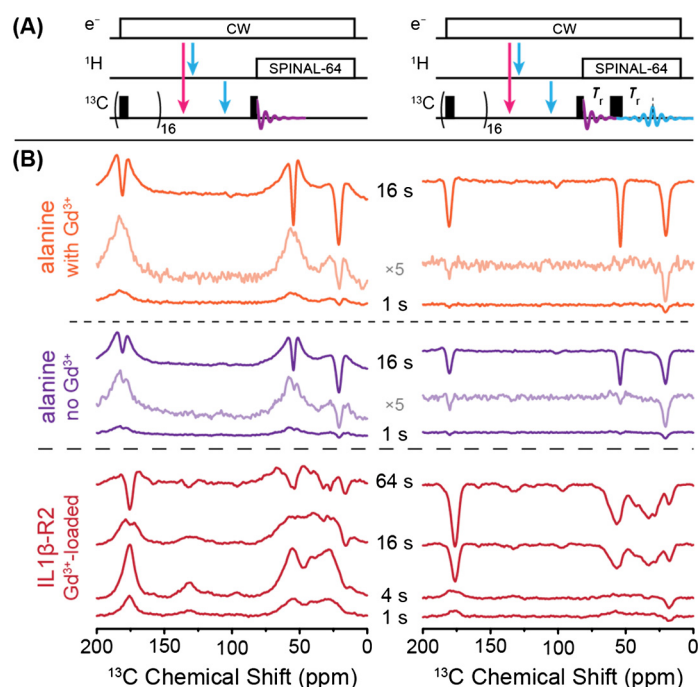 (A)
e⁻ CW e⁻ CW
¹H SPINAL-64 ¹H SPINAL-64
¹³C ( )16 ¹³C ( )16 Tr Tr
(B)
alanine
with Gd³⁺
16 s
×5
1 s
alanine
no Gd³⁺
16 s
×5
1 s
IL1β-R2
Gd³⁺-loaded
64 s
16 s
4 s
1 s
200 150 100 50 0 200 150 100 50 0
¹³C Chemical Shift (ppm) ¹³C Chemical Shift (ppm)